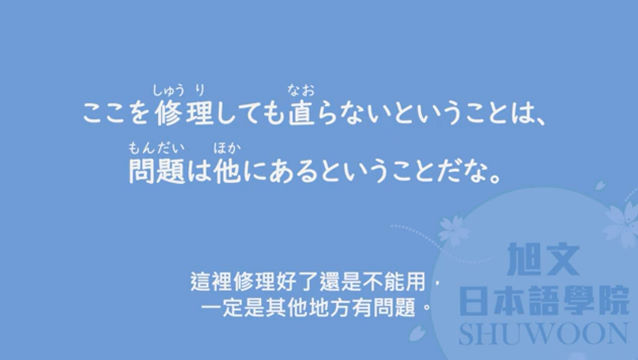 しゅう り なお
ここを修理しても直らないということは、
もんだい ほか
問題は他にあるということだな。
這裡修理好了還是不能用，
一定是其他地方有問題。
旭文
日本語學院
SHUWOON